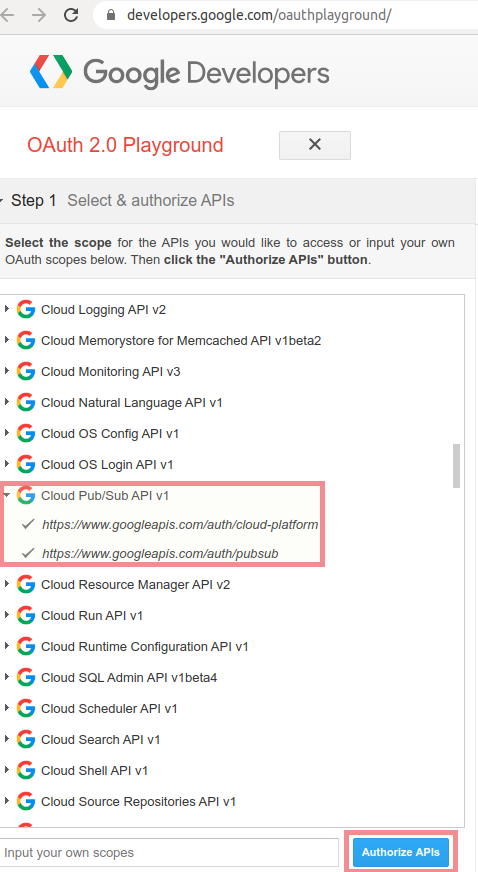 developers.google.com/oauthplayground/
Google Developers
OAuth 2.0 Playground
Step 1 Select & authorize APIs
Select the scope for the APIs you would like to access or input your own
OAuth scopes below. Then click the "Authorize APIs" button.
Cloud Logging API v2
Cloud Memorystore for Memcached API v1beta2
Cloud Monitoring API v3
Cloud Natural Language API v1
Cloud OS Config API v1
Cloud OS Login API v1
Cloud Pub/Sub API v1
https://www.googleapis.com/auth/cloud-platform
https://www.googleapis.com/auth/pubsub
Cloud Resource Manager API v2
Cloud Run API v1
Cloud Runtime Configuration API v1
Cloud SQL Admin API v1beta4
Cloud Scheduler API v1
Cloud Search API v1
Cloud Shell API v1
Cloud Source Repositories API v1
Input your own scopes
Authorize APIs